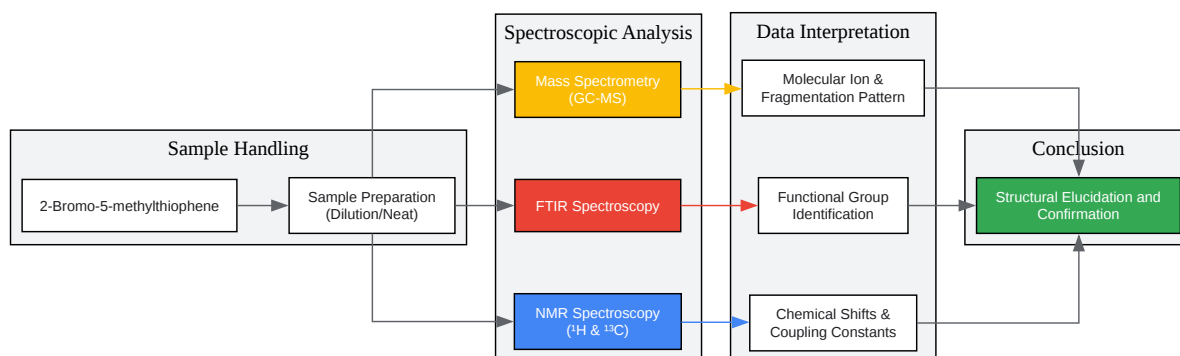 Sample Handling
2-Bromo-5-methylthiophene
Sample Preparation
(Dilution/Neat)
Spectroscopic Analysis
Mass Spectrometry
(GC-MS)
FTIR Spectroscopy
NMR Spectroscopy
(¹H & ¹³C)
Data Interpretation
Molecular Ion &
Fragmentation Pattern
Functional Group
Identification
Chemical Shifts &
Coupling Constants
Conclusion
Structural Elucidation and
Confirmation